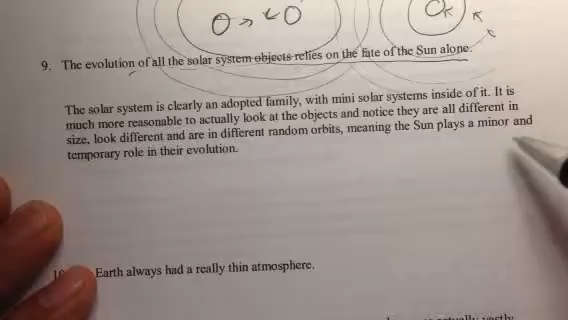 9. The evolution of all the solar system objects relies on the fate of the Sun alone.
The solar system is clearly an adopted family, with mini solar systems inside of it. It is
much more reasonable to actually look at the objects and notice they are all different in
size, look different and are in different random orbits, meaning the Sun plays a minor and
temporary role in their evolution.
Earth always had a really thin atmosphere.
actually vastly